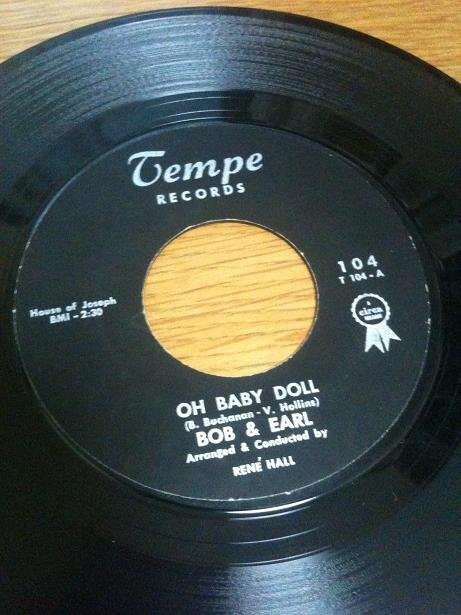 Tempe
RECORDS
104
T 104-A
House of Joseph
BMI - 2:30
A
circa
OH BABY DOLL
(B. Buchanan - V. Hollins)
BOB & EARL
Arranged & Conducted by
RENÉ HALL